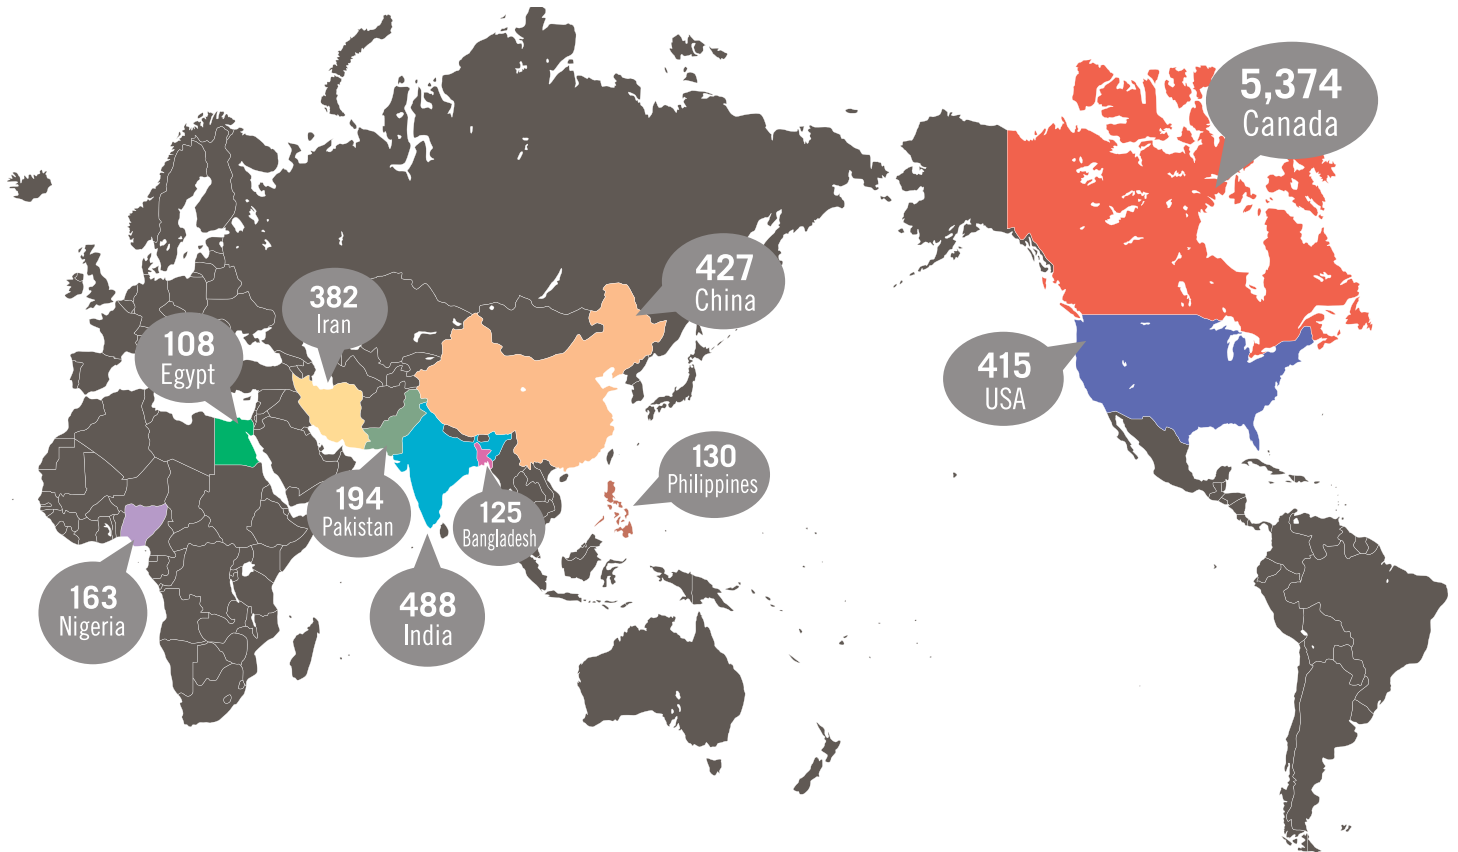 5,374
Canada
427
China
382
Iran
108
Egypt
415
USA
130
Philippines
194
Pakistan
125
Bangladesh
163
Nigeria
488
India